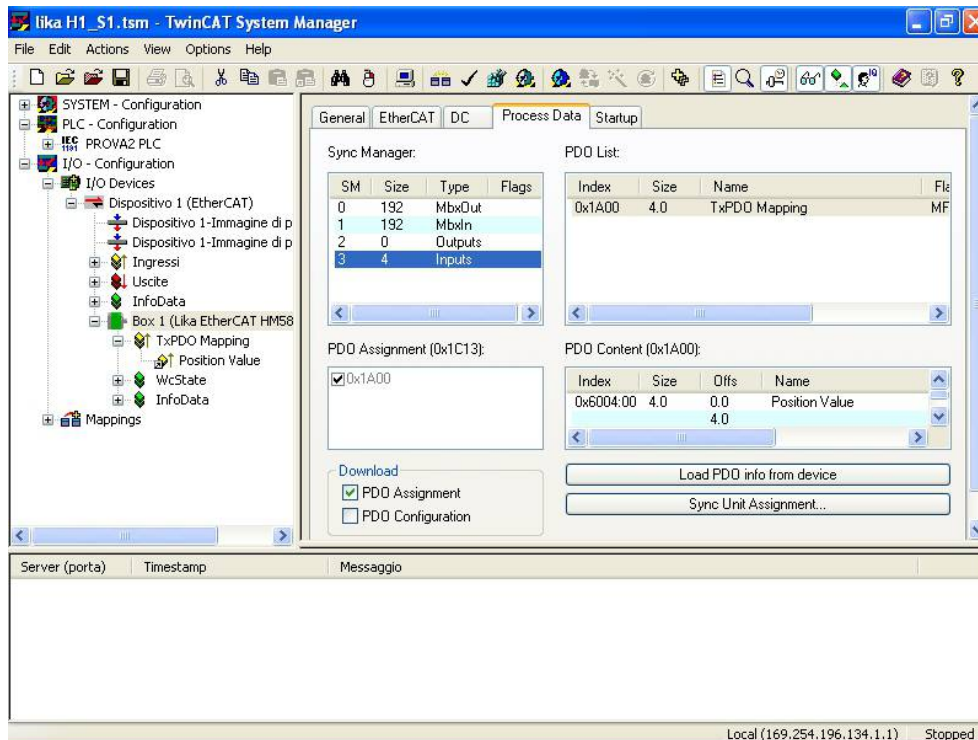 lika H1_S1.tsm - TwinCAT System Manager
File Edit Actions View Options Help
SYSTEM - Configuration
PLC - Configuration
IEC 1131 PROVA2 PLC
I/O - Configuration
I/O Devices
Dispositivo 1 (EtherCAT)
Dispositivo 1-Immagine di p
Dispositivo 1-Immagine di p
Ingressi
Uscite
InfoData
Box 1 (Lika EtherCAT HM58
TxPDO Mapping
Position Value
WcState
InfoData
Mappings
General EtherCAT DC Process Data Startup
Sync Manager:
SM Size Type Flags
0 192 MbxOut
1 192 MbxIn
2 0 Outputs
3 4 Inputs
PDO List:
Index Size Name Fla
0x1A00 4.0 TxPDO Mapping MF
PDO Assignment (0x1C13):
0x1A00
PDO Content (0x1A00):
Index Size Offs Name
0x6004:00 4.0 0.0 Position Value
4.0
Download
PDO Assignment
PDO Configuration
Load PDO info from device
Sync Unit Assignment...
Server (porta) Timestamp Messaggio
Local (169.254.196.134.1.1) Stopped